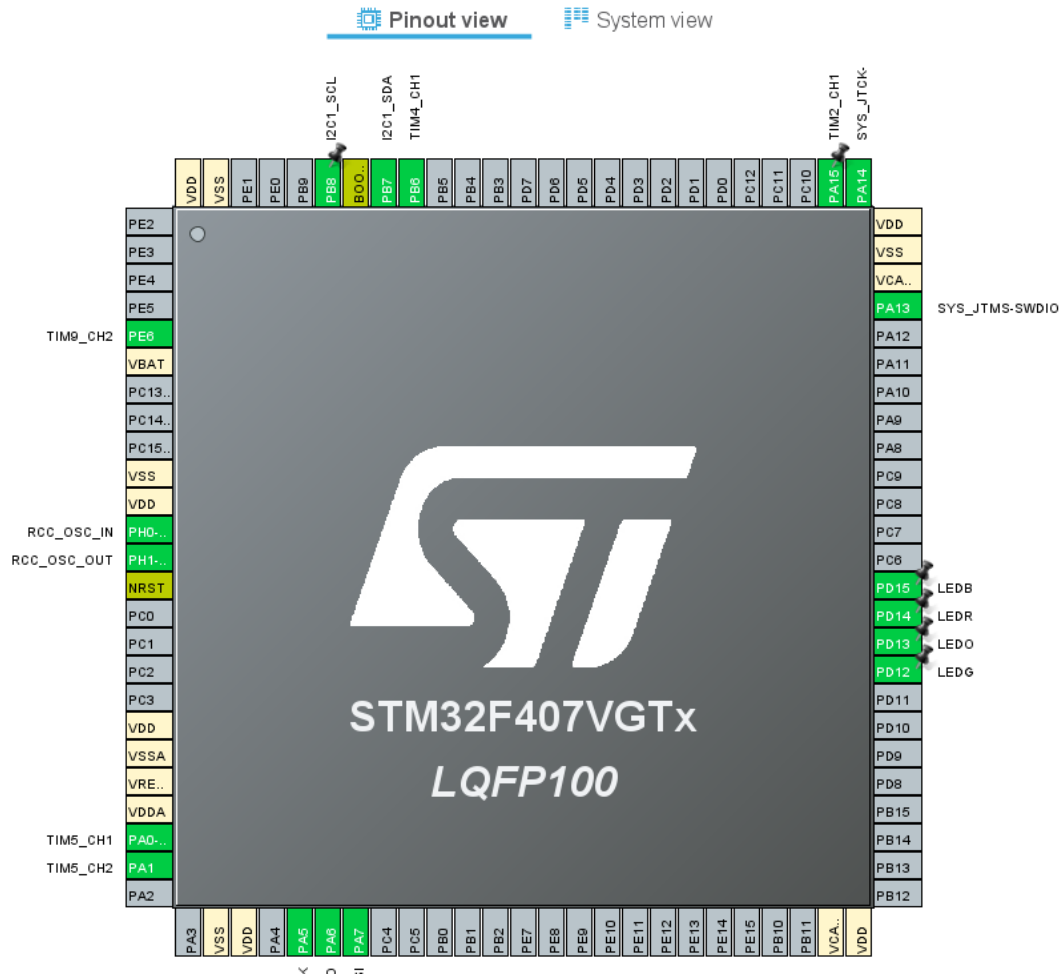 Pinout view
System view
I2C1_SCL
I2C1_SDA
TIM4_CH1
TIM2_CH1
SYS_JTCK-
VDD
VSS
PE1
PE0
PB9
PB8
BOO..
PB7
PB6
PB5
PB4
PB3
PD7
PD6
PD5
PD4
PD3
PD2
PD1
PD0
PC12
PC11
PC10
PA15
PA14
PE2
PE3
PE4
PE5
TIM9_CH2 PE6
VBAT
PC13..
PC14..
PC15..
VSS
VDD
RCC_OSC_IN PH0-..
RCC_OSC_OUT PH1-..
NRST
PC0
PC1
PC2
PC3
VDD
VSSA
VRE..
VDDA
TIM5_CH1 PA0-..
TIM5_CH2 PA1
PA2
ST
STM32F407VGTx
LQFP100
VDD
VSS
VCA..
PA13 SYS_JTMS-SWDIO
PA12
PA11
PA10
PA9
PA8
PC9
PC8
PC7
PC6
PD15 LEDB
PD14 LEDR
PD13 LEDO
PD12 LEDG
PD11
PD10
PD9
PD8
PB15
PB14
PB13
PB12
PA3
VSS
VDD
PA4
PA5
PA6
PA7
PC4
PC5
PB0
PB1
PB2
PE7
PE8
PE9
PE10
PE11
PE12
PE13
PE14
PE15
PB10
PB11
VCA..
VDD